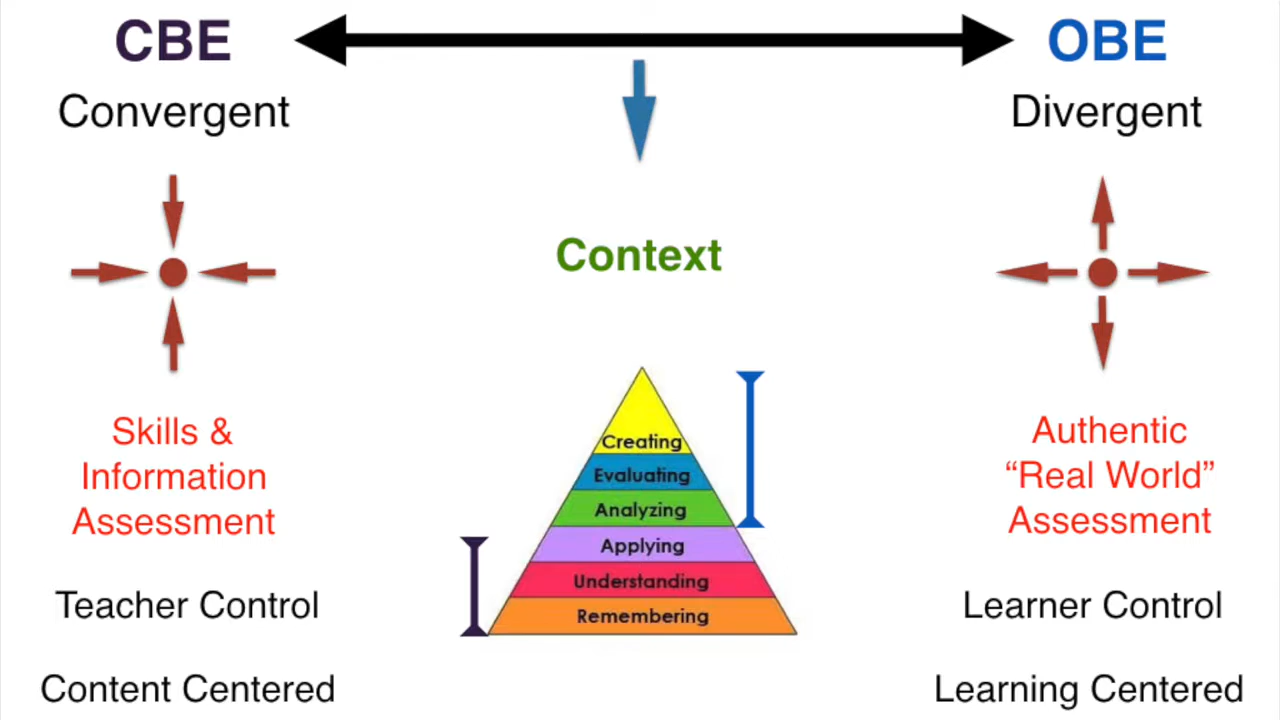 CBE
OBE
Convergent
Divergent
Context
Skills &
Information
Assessment
Authentic
“Real World”
Assessment
Creating
Evaluating
Analyzing
Applying
Understanding
Remembering
Teacher Control
Learner Control
Content Centered
Learning Centered